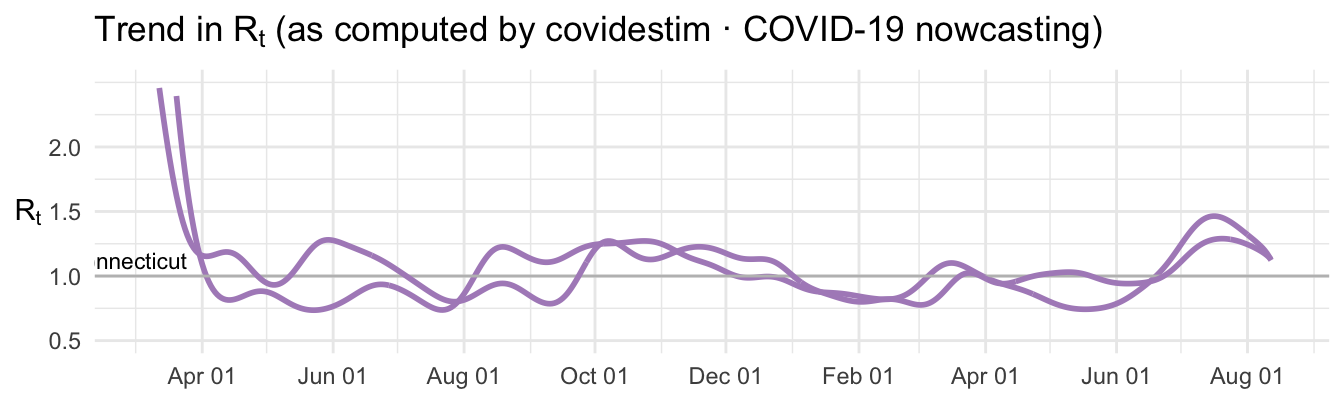 Trend in Rt (as computed by covidestim · COVID-19 nowcasting)
2.0
Rt 1.5
nnecticut
1.0
0.5
Apr 01 Jun 01 Aug 01 Oct 01 Dec 01 Feb 01 Apr 01 Jun 01 Aug 01